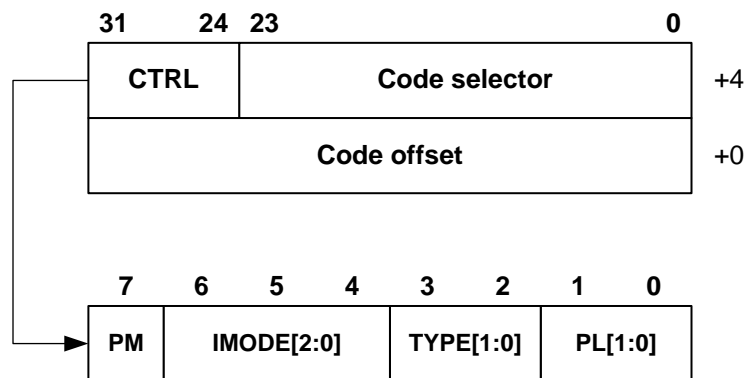 31 24 23 0
CTRL Code selector +4
Code offset +0
7 6 5 4 3 2 1 0
PM IMODE[2:0] TYPE[1:0] PL[1:0]